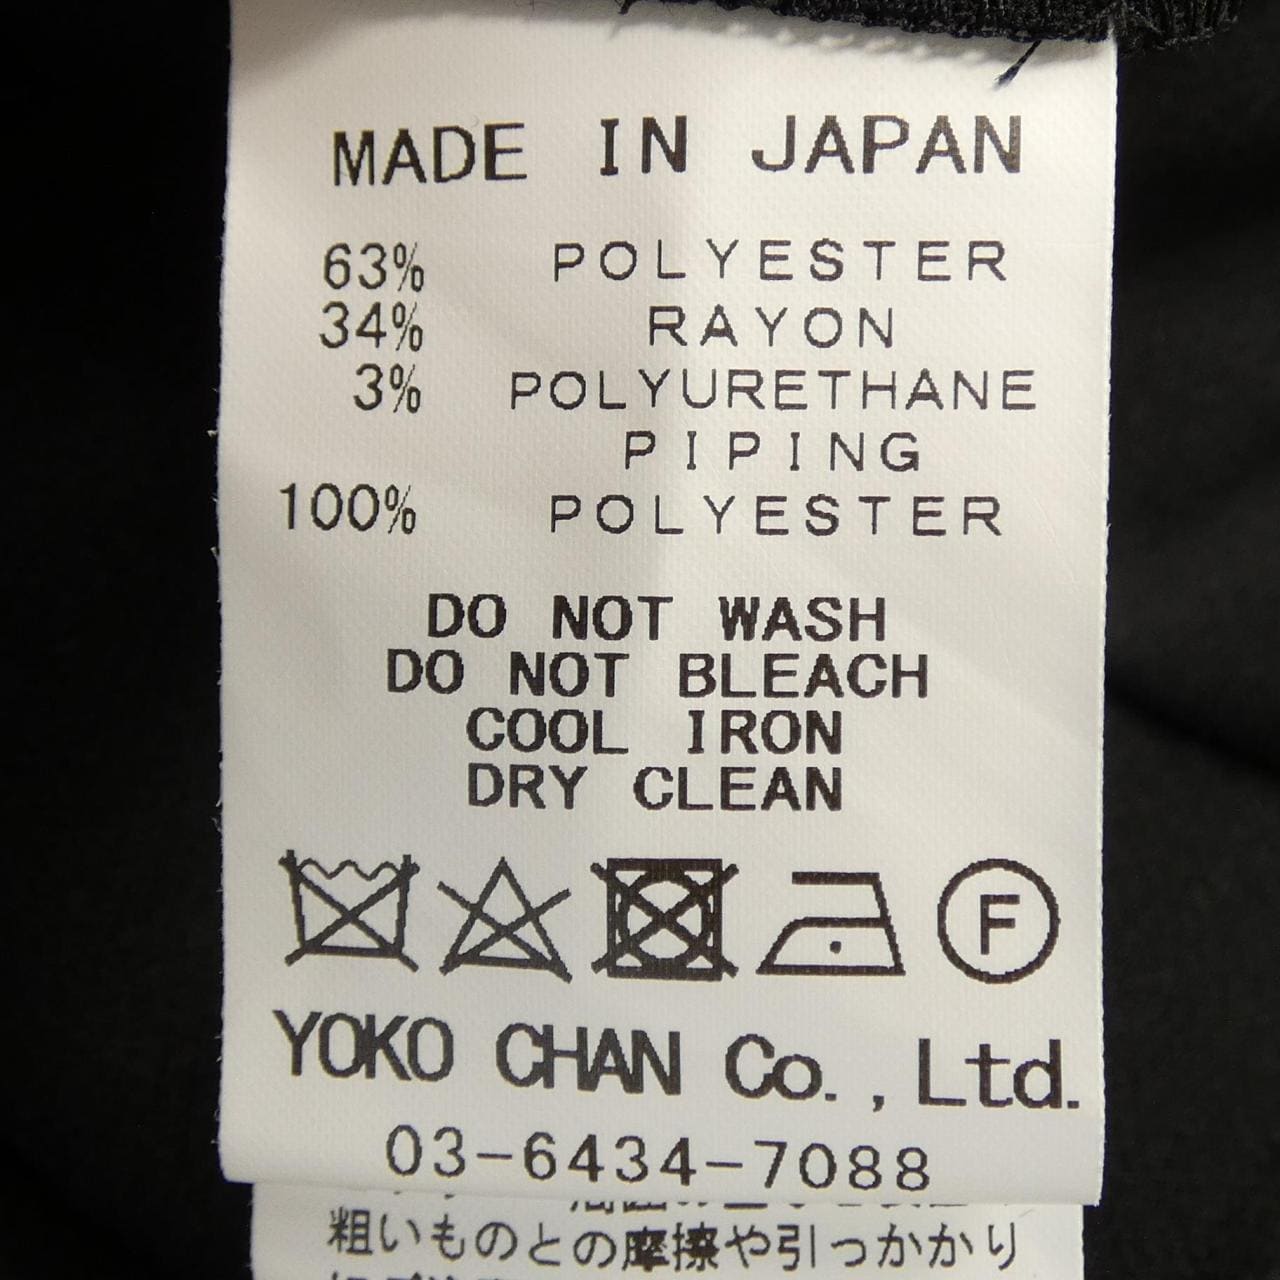 MADE IN JAPAN
63% POLYESTER
34% RAYON
3% POLYURETHANE
PIPING
100% POLYESTER
DO NOT WASH
DO NOT BLEACH
COOL IRON
DRY CLEAN
F
YOKO CHAN Co., Ltd.
03-6434-7088
粗いものとの摩擦や引っかかり